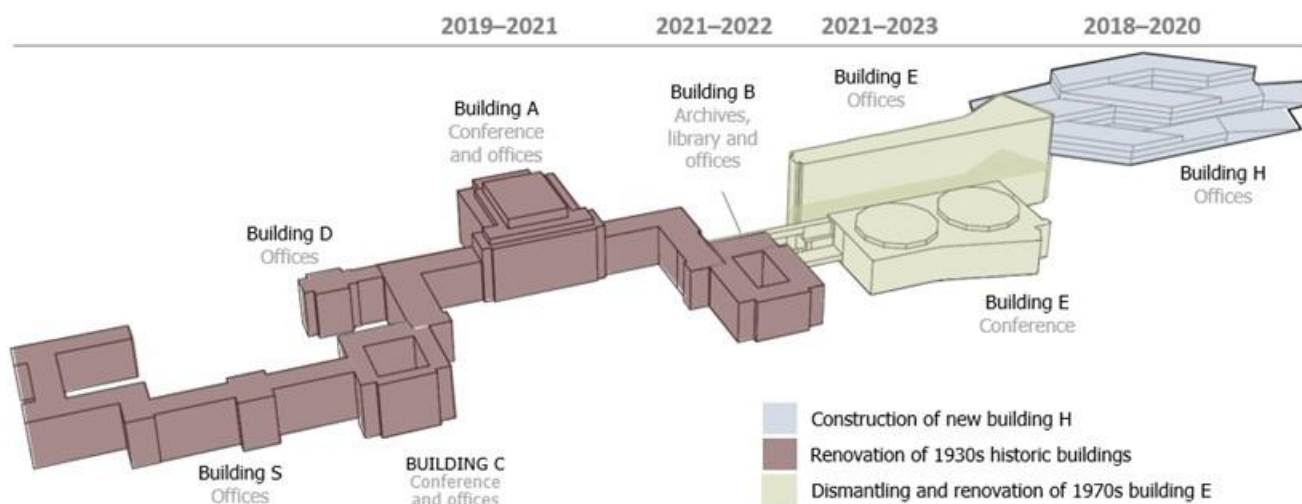 2019–2021
2021–2022
2021–2023
2018–2020
Building E
Offices
Building B
Archives,
library and
offices
Building A
Conference
and offices
Building H
Offices
Building D
Offices
Building E
Conference
Building S
Offices
BUILDING C
Conference
and offices
Construction of new building H
Renovation of 1930s historic buildings
Dismantling and renovation of 1970s building E